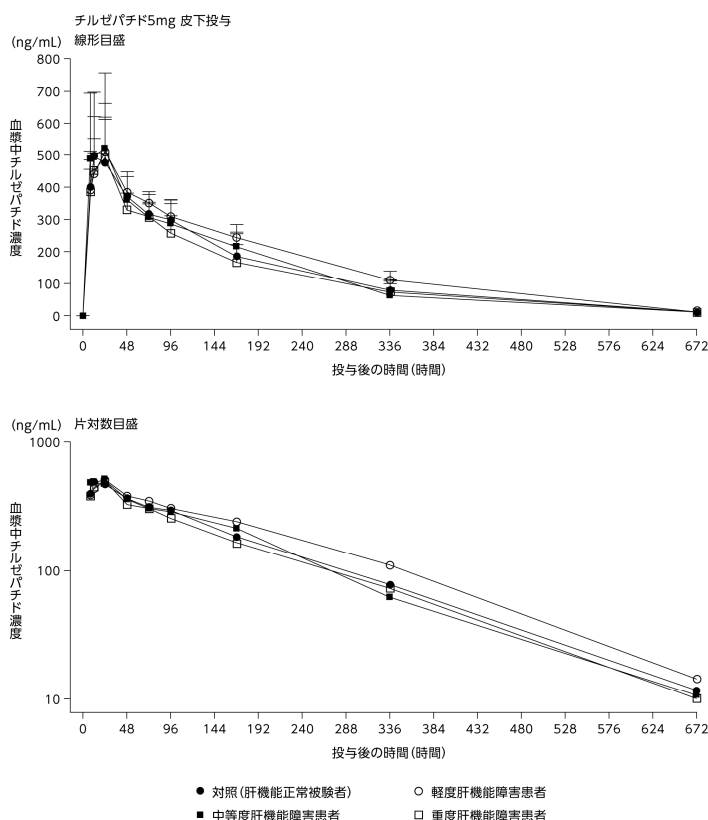 チルゼパチド5mg 皮下投与
(ng/mL) 線形目盛
800
700
600
500
400
300
200
100
0
血漿中チルゼパチド濃度
0 48 96 144 192 240 288 336 384 432 480 528 576 624 672
投与後の時間(時間)
(ng/mL) 片対数目盛
1000
100
10
血漿中チルゼパチド濃度
0 48 96 144 192 240 288 336 384 432 480 528 576 624 672
投与後の時間(時間)
対照(肝機能正常被験者) 軽度肝機能障害患者
中等度肝機能障害患者 重度肝機能障害患者